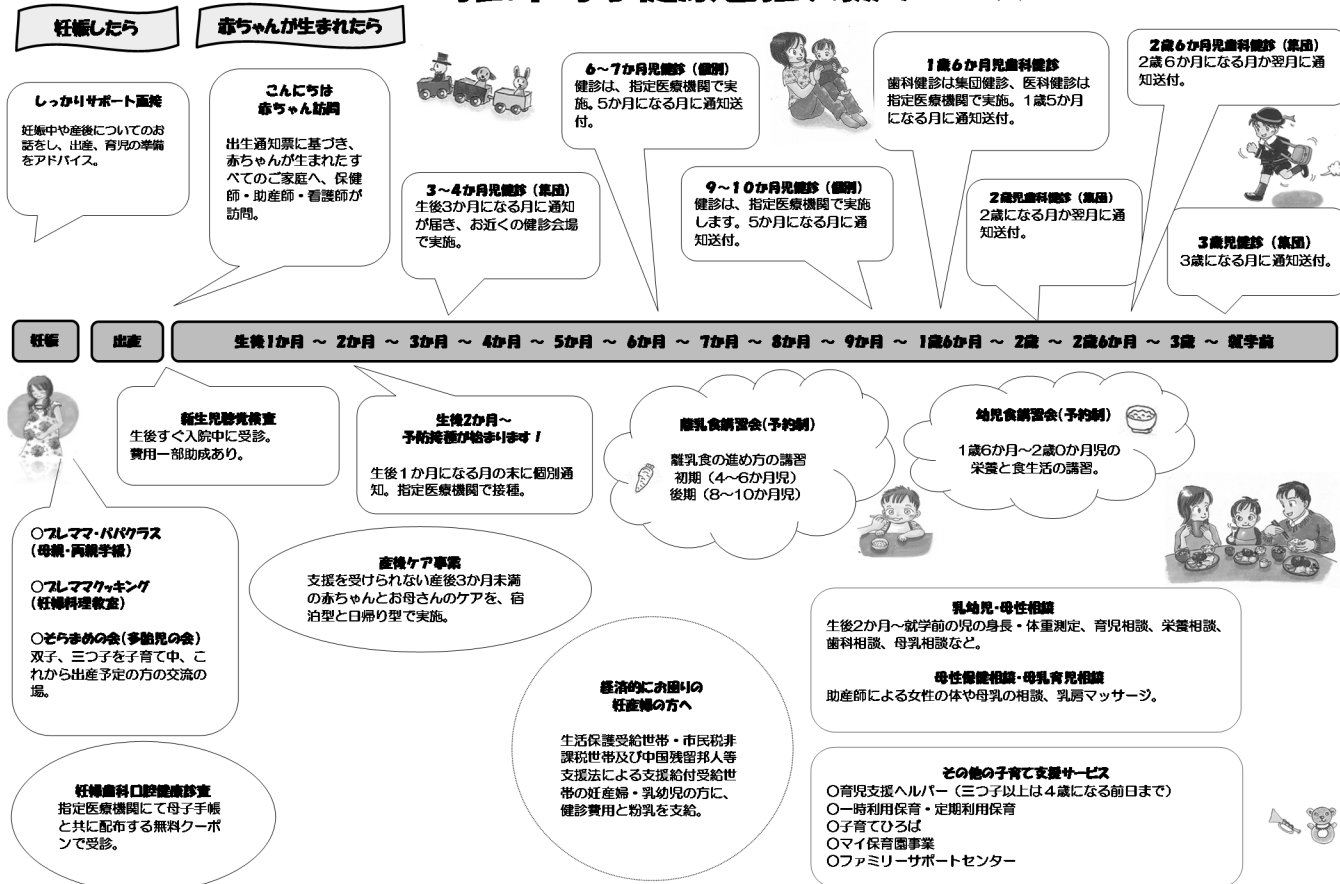 妊娠したら
赤ちゃんが生まれたら
しっかりサポート面接
妊娠中や産後についてのお
話をし、出産、育児の準備
をアドバイス。
こんにちは
赤ちゃん訪問
出生通知票に基づき、
赤ちゃんが生まれたす
べてのご家庭へ、保健
師・助産師・看護師が
訪問。
3～4か月児健診（集団）
生後3か月になる月に通知
が届き、お近くの健診会場
で実施。
6～7か月児健診（個別）
健診は、指定医療機関で実
施。5か月になる月に通知送
付。
9～10か月児健診（個別）
健診は、指定医療機関で実施
します。5か月になる月に通
知送付。
1歳6か月児歯科健診
歯科健診は集団健診、医科健診は
指定医療機関で実施。1歳5か月
になる月に通知送付。
2歳児歯科健診（集団）
2歳になる月か翌月に通
知送付。
2歳6か月児歯科健診（集団）
2歳６か月になる月か翌月に通
知送付。
3歳児健診（集団）
3歳になる月に通知送付。
妊娠
出産
生後1か月 ～ 2か月 ～ 3か月 ～ 4か月 ～ 5か月 ～ 6か月 ～ 7か月 ～ 8か月 ～ 9か月 ～ 1歳6か月 ～ 2歳 ～ 2歳6か月 ～ 3歳 ～ 就学前
新生児聴覚検査
生後すぐ入院中に受診。
費用一部助成あり。
生後2か月～
予防接種が始まります！
生後１か月になる月の末に個別通
知。指定医療機関で接種。
離乳食講習会(予約制)
離乳食の進め方の講習
初期（4～6か月児）
後期（8～10か月児）
幼児食講習会(予約制)
1歳6か月～2歳0か月児の
栄養と食生活の講習。
○プレママ・パパクラス
(母親・両親学級)
○プレママクッキング
(妊婦料理教室)
○そらまめの会(多胎児の会)
双子、三つ子を子育て中、こ
れから出産予定の方の交流の
場。
産後ケア事業
支援を受けられない産後3か月未満
の赤ちゃんとお母さんのケアを、宿
泊型と日帰り型で実施。
経済的にお困りの
妊産婦の方へ
生活保護受給世帯・市民税非
課税世帯及び中国残留邦人等
支援法による支援給付受給世
帯の妊産婦・乳幼児の方に、
健診費用と粉乳を支給。
妊婦歯科口腔健康診査
指定医療機関にて母子手帳
と共に配布する無料クーポ
ンで受診。
乳幼児・母性相談
生後2か月～就学前の児の身長・体重測定、育児相談、栄養相談、
歯科相談、母乳相談など。
母性保健相談・母乳育児相談
助産師による女性の体や母乳の相談、乳房マッサージ。
その他の子育て支援サービス
○育児支援ヘルパー（三つ子以上は４歳になる前日まで）
○一時利用保育・定期利用保育
○子育てひろば
○マイ保育園事業
○ファミリーサポートセンター